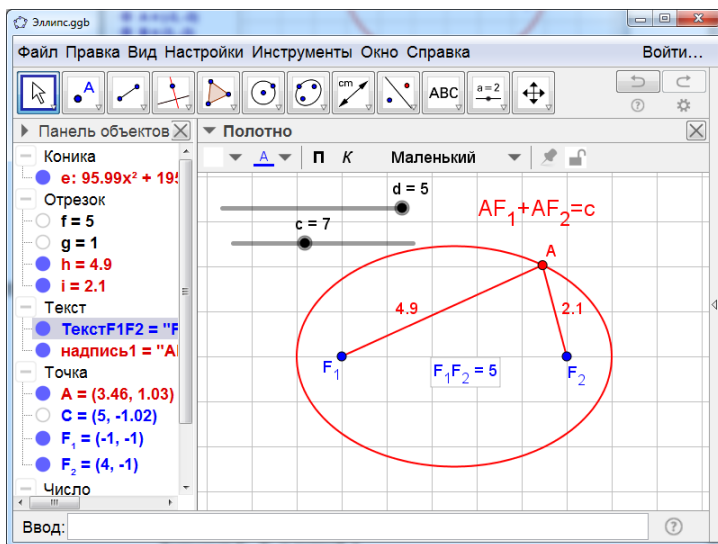 Эллипс.ggb
Файл Правка Вид Настройки Инструменты Окно Справка Войти...
A cm ABC a=2
Панель объектов
Полотно
A П К Маленький
Коника
e: 95.99x² + 195
Отрезок
f = 5
g = 1
h = 4.9
i = 2.1
Текст
ТекстF1F2 = "F
надпись1 = "A
Точка
A = (3.46, 1.03)
C = (5, -1.02)
F₁ = (-1, -1)
F₂ = (4, -1)
Число
d = 5
c = 7
AF₁+AF₂=c
A
4.9
2.1
F₁
F₁F₂ = 5
F₂
Ввод: